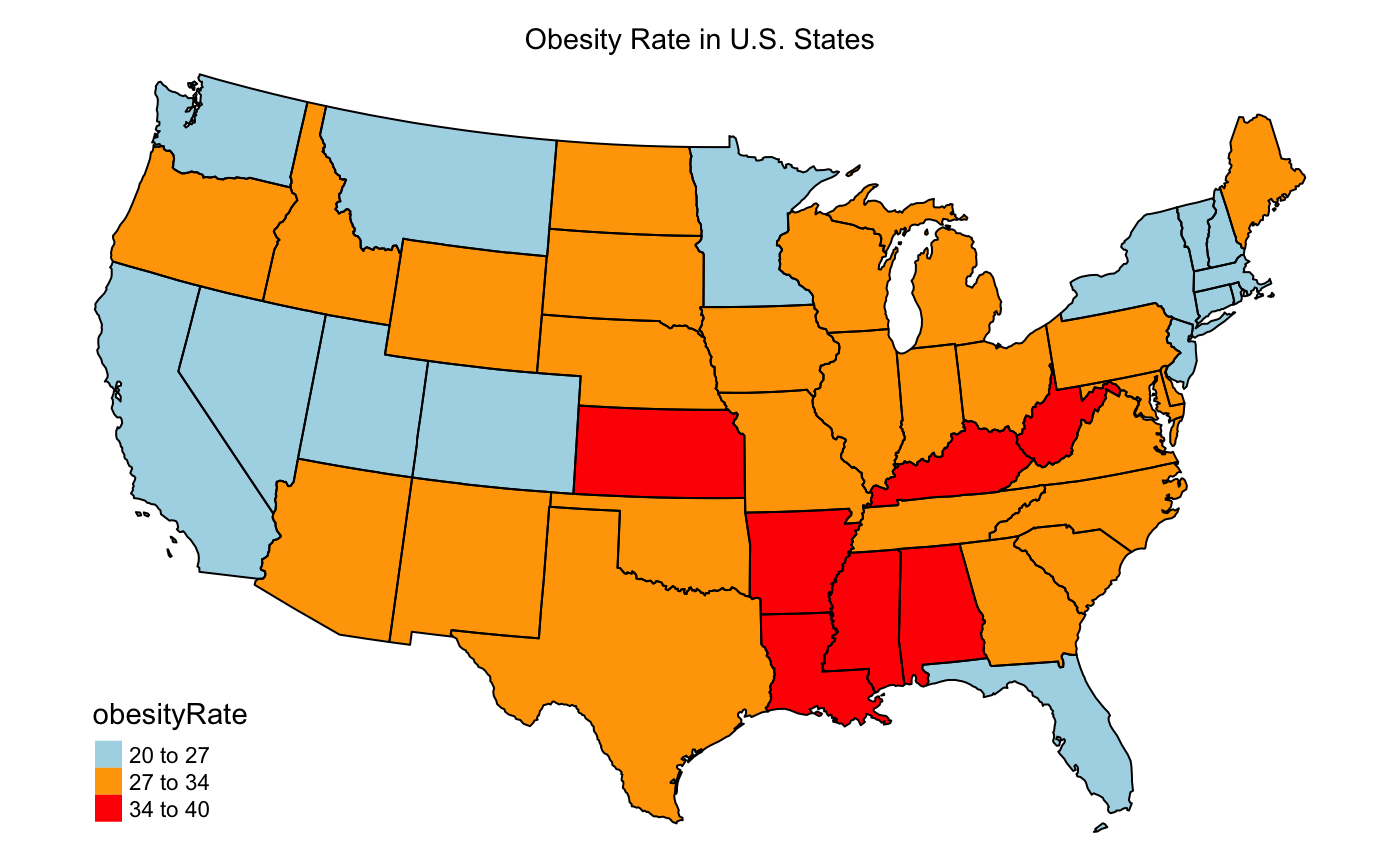 Obesity Rate in U.S. States
obesityRate
20 to 27
27 to 34
34 to 40